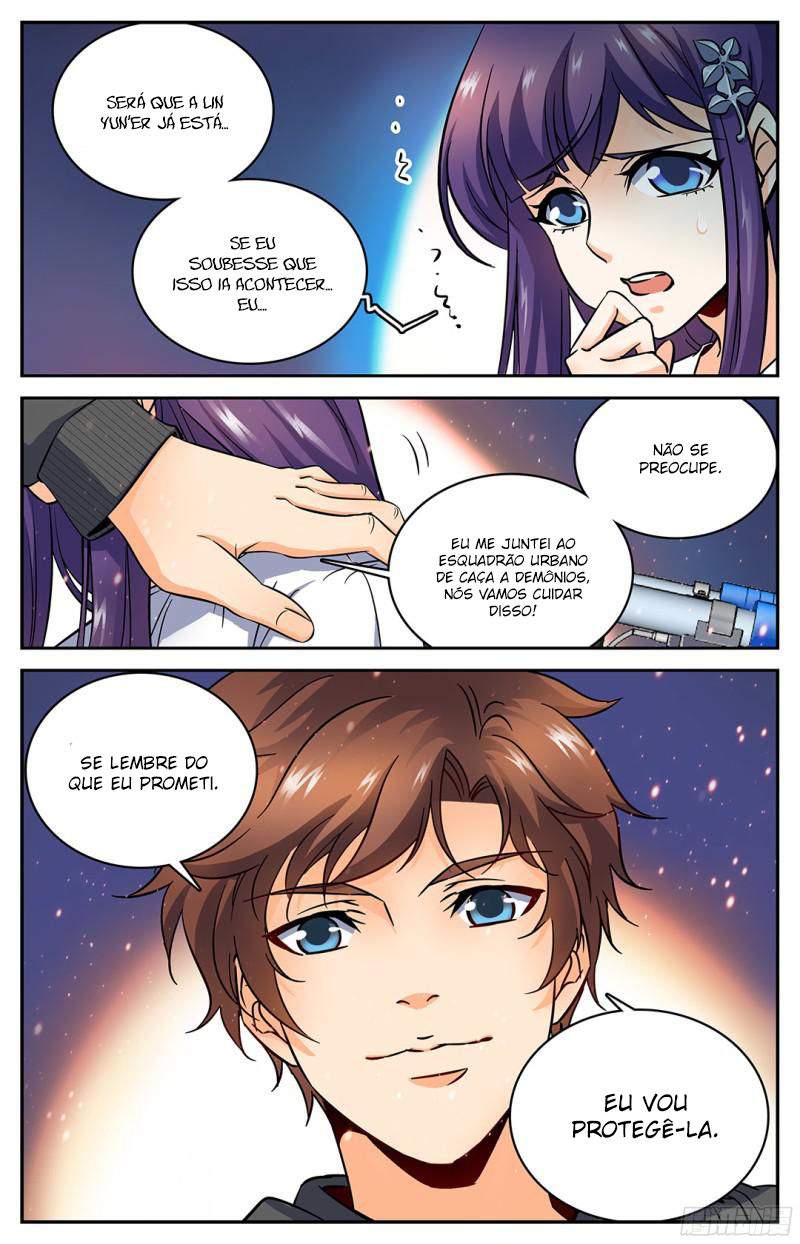 SERÁ QUE A LIN
YUN'ER JÁ ESTÁ...
SE EU
SOUBESSE QUE
ISSO IA ACONTECER...
EU....
NÃO SE
PREOCUPE.
EU ME JUNTEI AO
ESQUADRÃO URBANO
DE CAÇA A DEMÔNIOS,
NÓS VAMOS CUIDAR
DISSO!
SE LEMBRE DO
QUE EU PROMETI.
EU VOU
PROTEGÊ-LA.